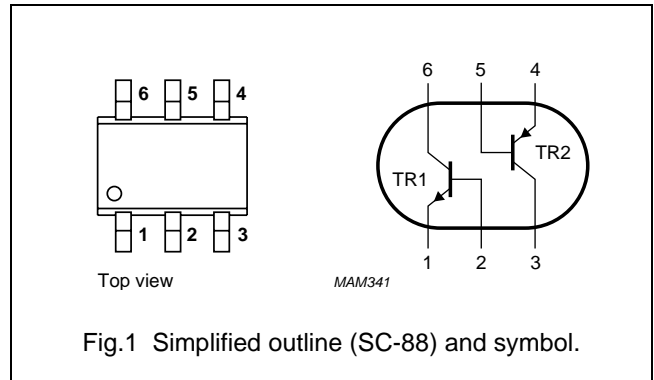 6 5 4
1 2 3
Top view
6 5 4
TR1
TR2
1 2 3
MAM341
Fig.1 Simplified outline (SC-88) and symbol.